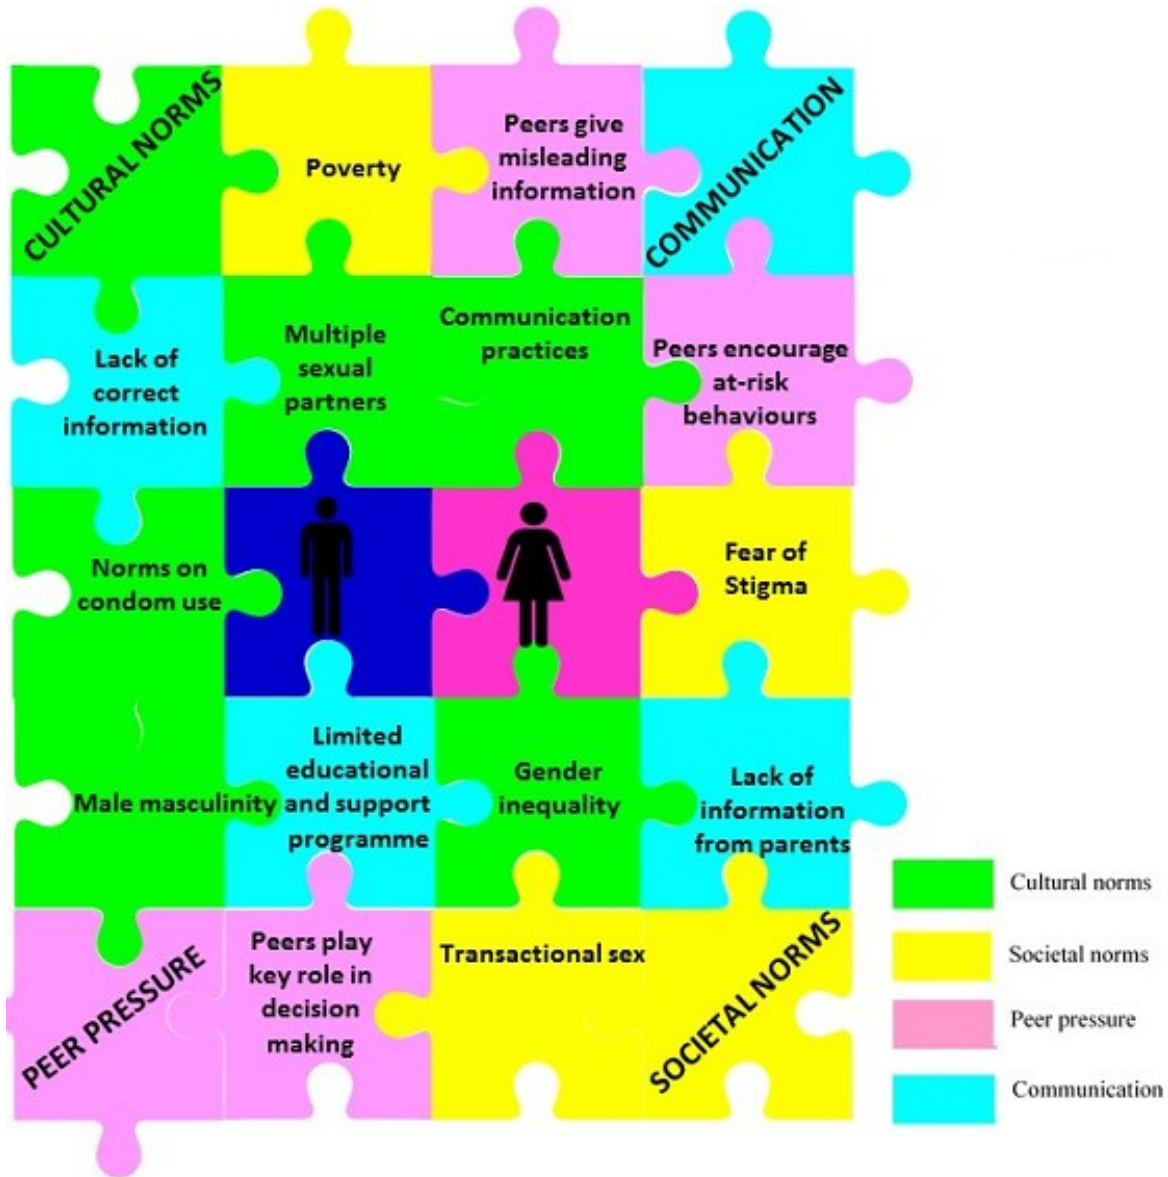 CULTURAL NORMS
Poverty
Peers give
misleading
information
COMMUNICATION
Lack of
correct
information
Multiple
sexual
partners
Communication
practices
Peers encourage
at-risk
behaviours
Norms on
condom use
Fear of
Stigma
Male masculinity
Limited
educational
and support
programme
Gender
inequality
Lack of
information
from parents
PEER PRESSURE
Peers play
key role in
decision
making
Transactional sex
SOCIETAL NORMS
Cultural norms
Societal norms
Peer pressure
Communication